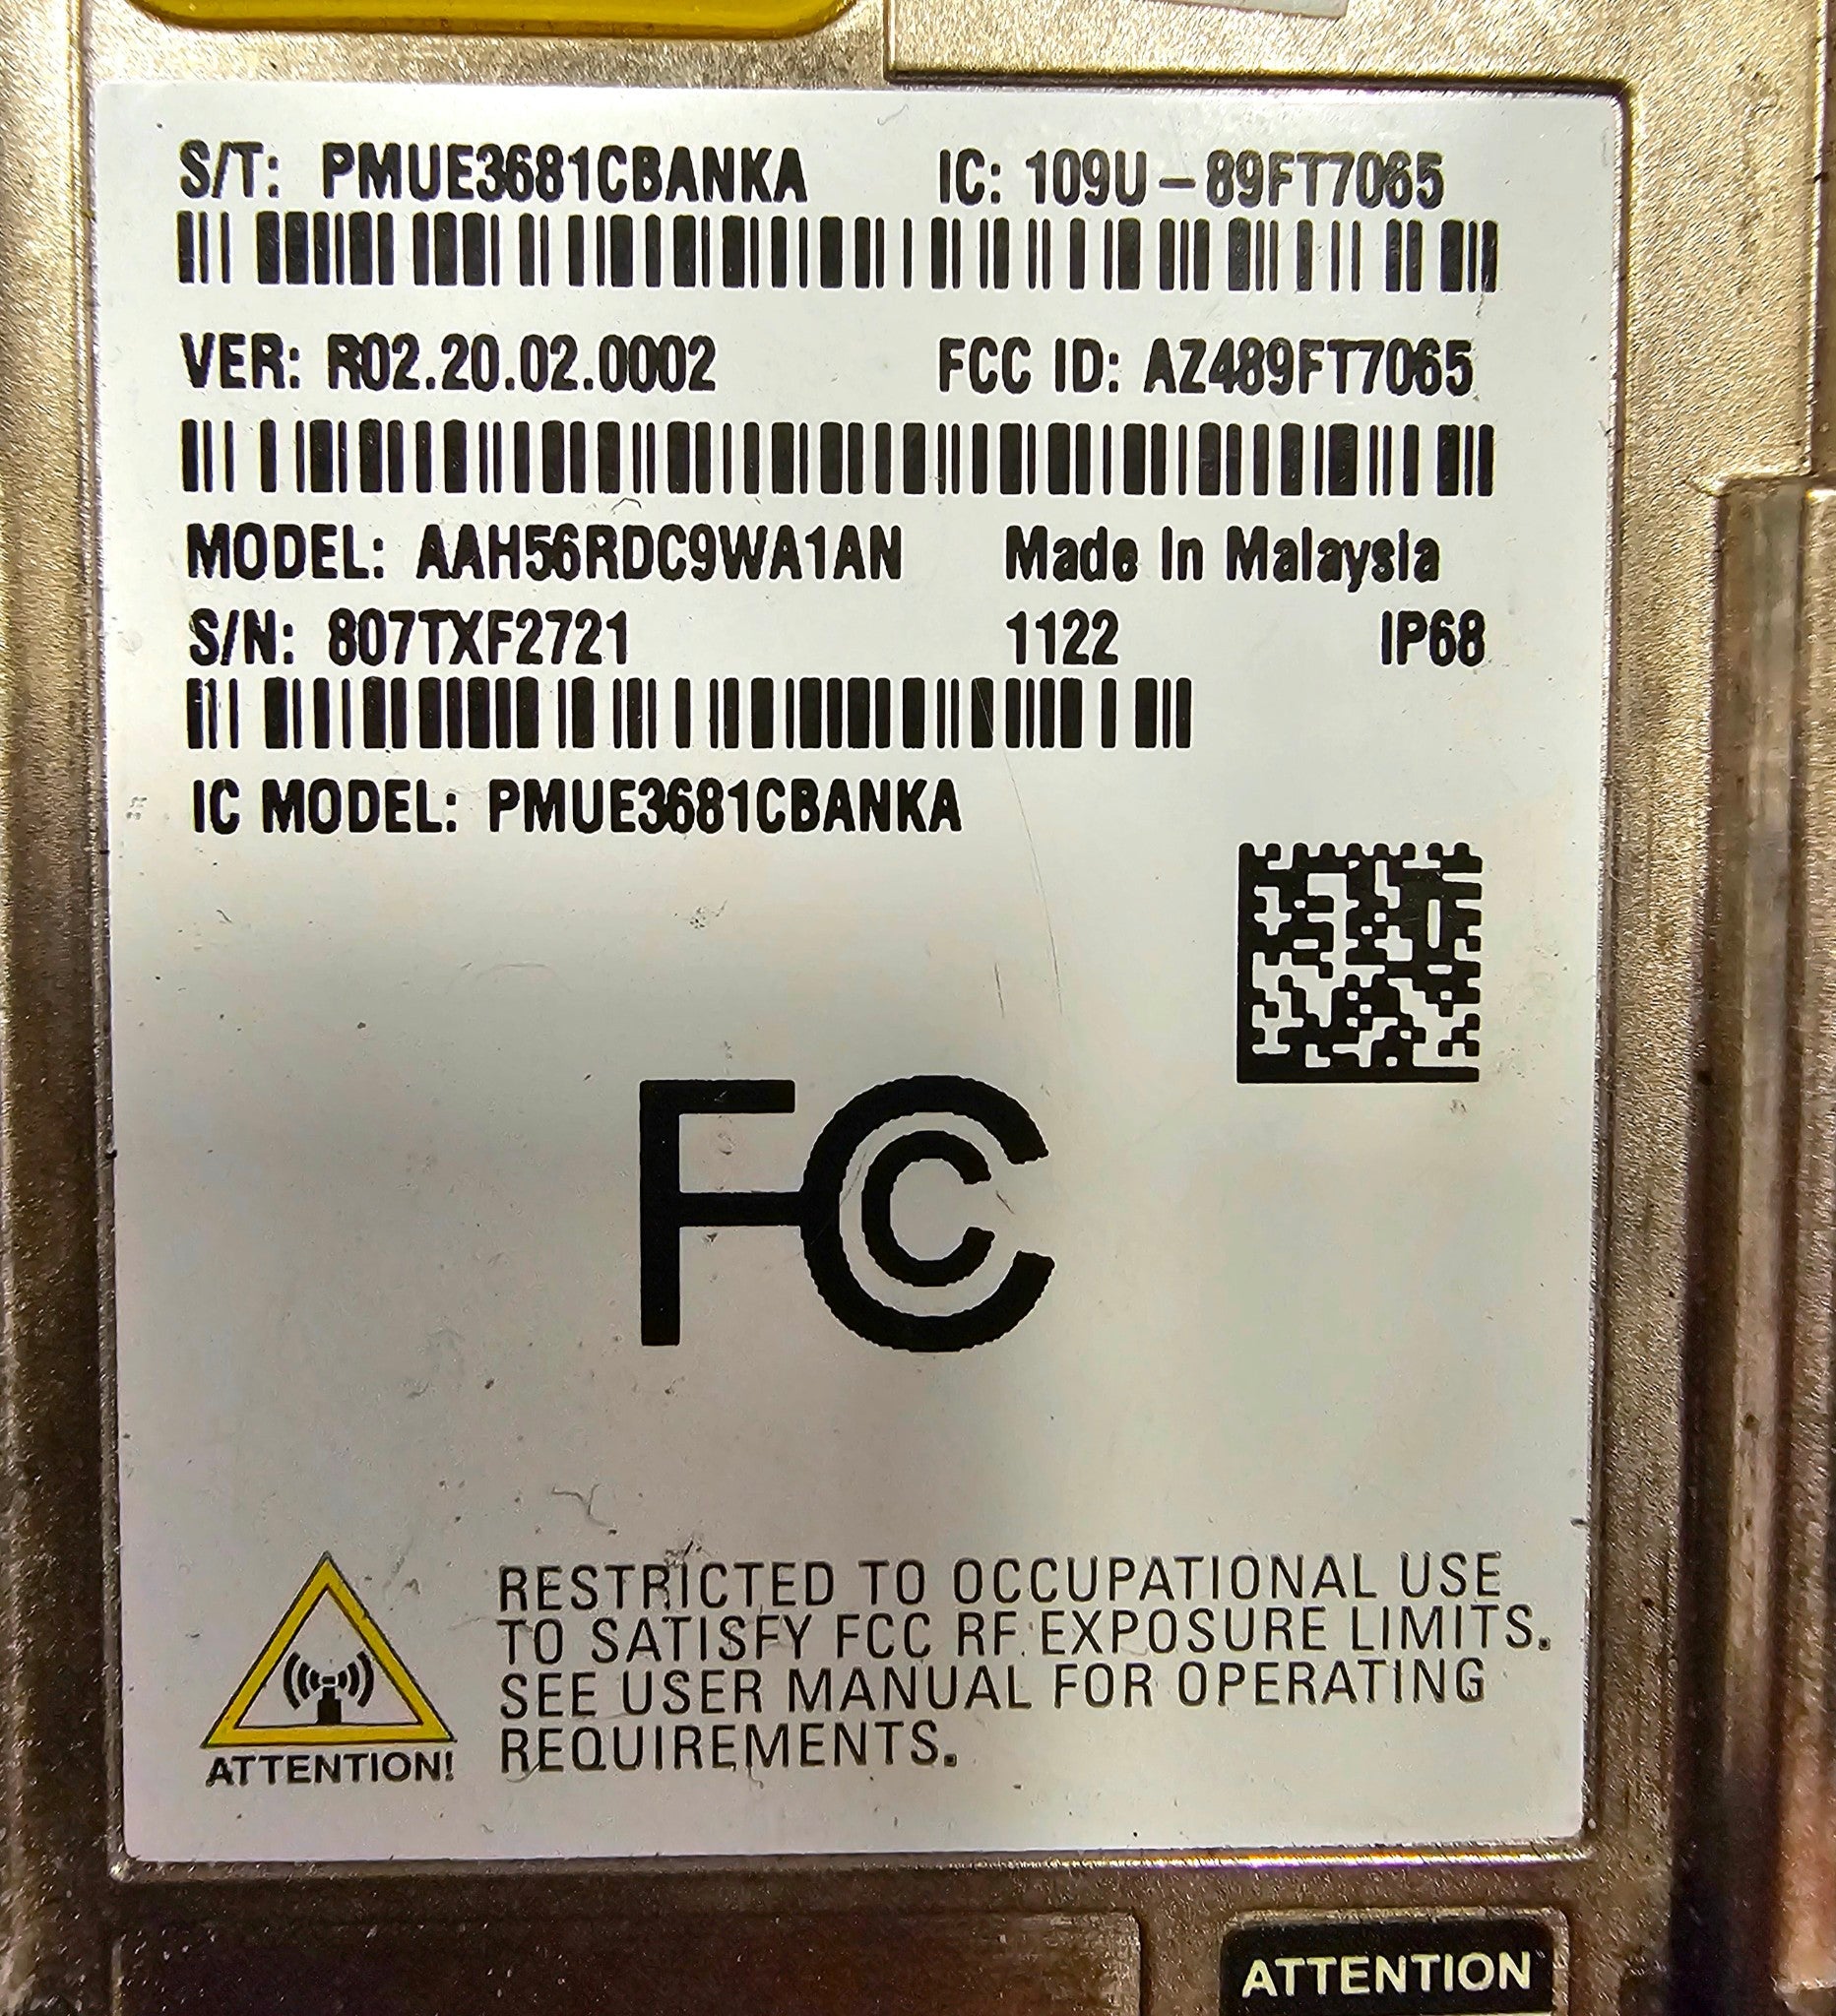 S/T: PMUE3681CBANKA IC: 109U-89FT7065
VER: R02.20.02.0002 FCC ID: AZ489FT7065
MODEL: AAH56RDC9WA1AN Made In Malaysia
S/N: 807TXF2721 1122 IP68
IC MODEL: PMUE3681CBANKA
FCC
RESTRICTED TO OCCUPATIONAL USE
TO SATISFY FCC RF EXPOSURE LIMITS.
SEE USER MANUAL FOR OPERATING
REQUIREMENTS.
ATTENTION!
ATTENTION